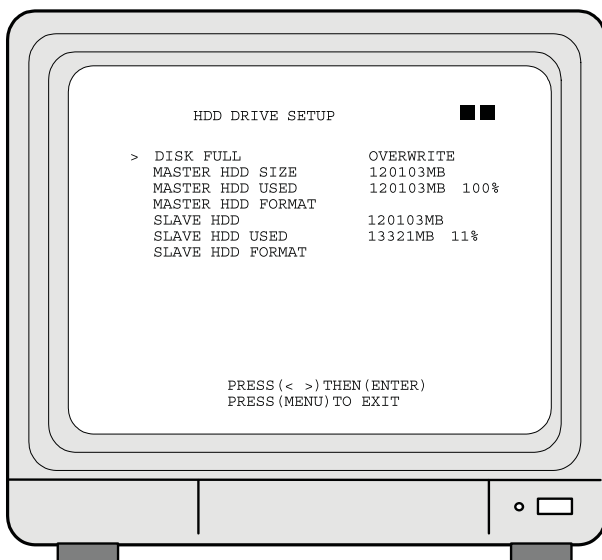 HDD DRIVE SETUP
> DISK FULL OVERWRITE
MASTER HDD SIZE 120103MB
MASTER HDD USED 120103MB 100%
MASTER HDD FORMAT
SLAVE HDD 120103MB
SLAVE HDD USED 13321MB 11%
SLAVE HDD FORMAT
PRESS(< >)THEN(ENTER)
PRESS(MENU)TO EXIT